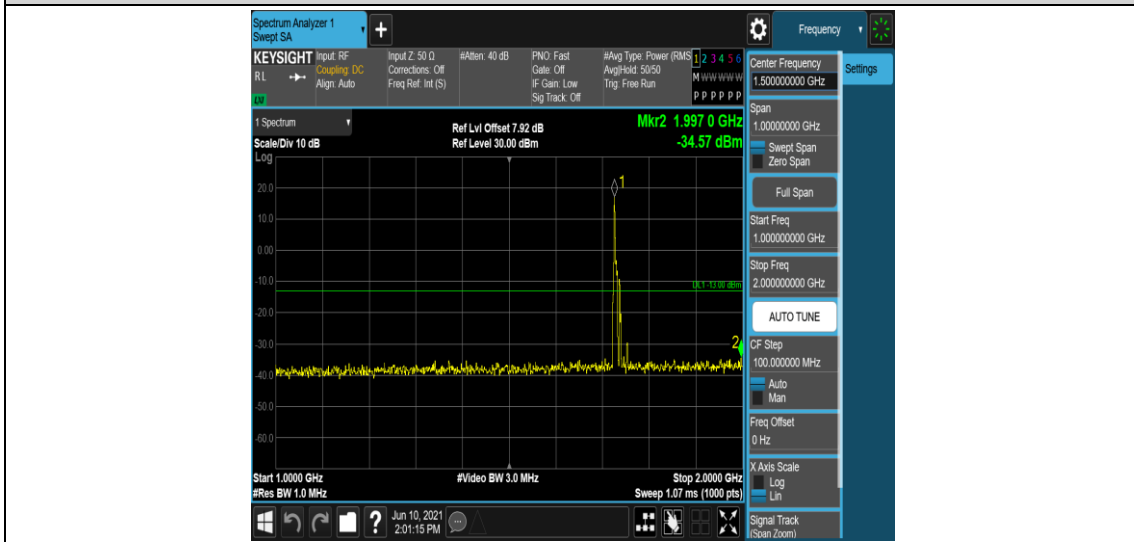 Spectrum Analyzer 1
Swept SA
+
Frequency
KEYSIGHT
RL
Input: RF
Coupling: DC
Align: Auto
Input Z: 50 Ω
Corrections: Off
Freq Ref: Int (S)
#Atten: 40 dB
PNO: Fast
Gate: Off
IF Gain: Low
Sig Track: Off
#Avg Type: Power (RMS
Avg|Hold: 50/50
Trig: Free Run
1 2 3 4 5 6
M W W W W W
P P P P P P
1 Spectrum
Scale/Div 10 dB
Log
Ref Lvl Offset 7.92 dB
Ref Level 30.00 dBm
Mkr2 1.997 0 GHz
-34.57 dBm
20.0
10.0
0.00
-10.0
-20.0
-30.0
-40.0
-50.0
-60.0
1
DL1 -13.00 dBm
2
Start 1.0000 GHz
#Res BW 1.0 MHz
#Video BW 3.0 MHz
Stop 2.0000 GHz
Sweep 1.07 ms (1000 pts)
Center Frequency
1.500000000 GHz
Settings
Span
1.00000000 GHz
Swept Span
Zero Span
Full Span
Start Freq
1.000000000 GHz
Stop Freq
2.000000000 GHz
AUTO TUNE
CF Step
100.000000 MHz
Auto
Man
Freq Offset
0 Hz
X Axis Scale
Log
Lin
Signal Track
(Span Zoom)
?
Jun 10, 2021
2:01:15 PM